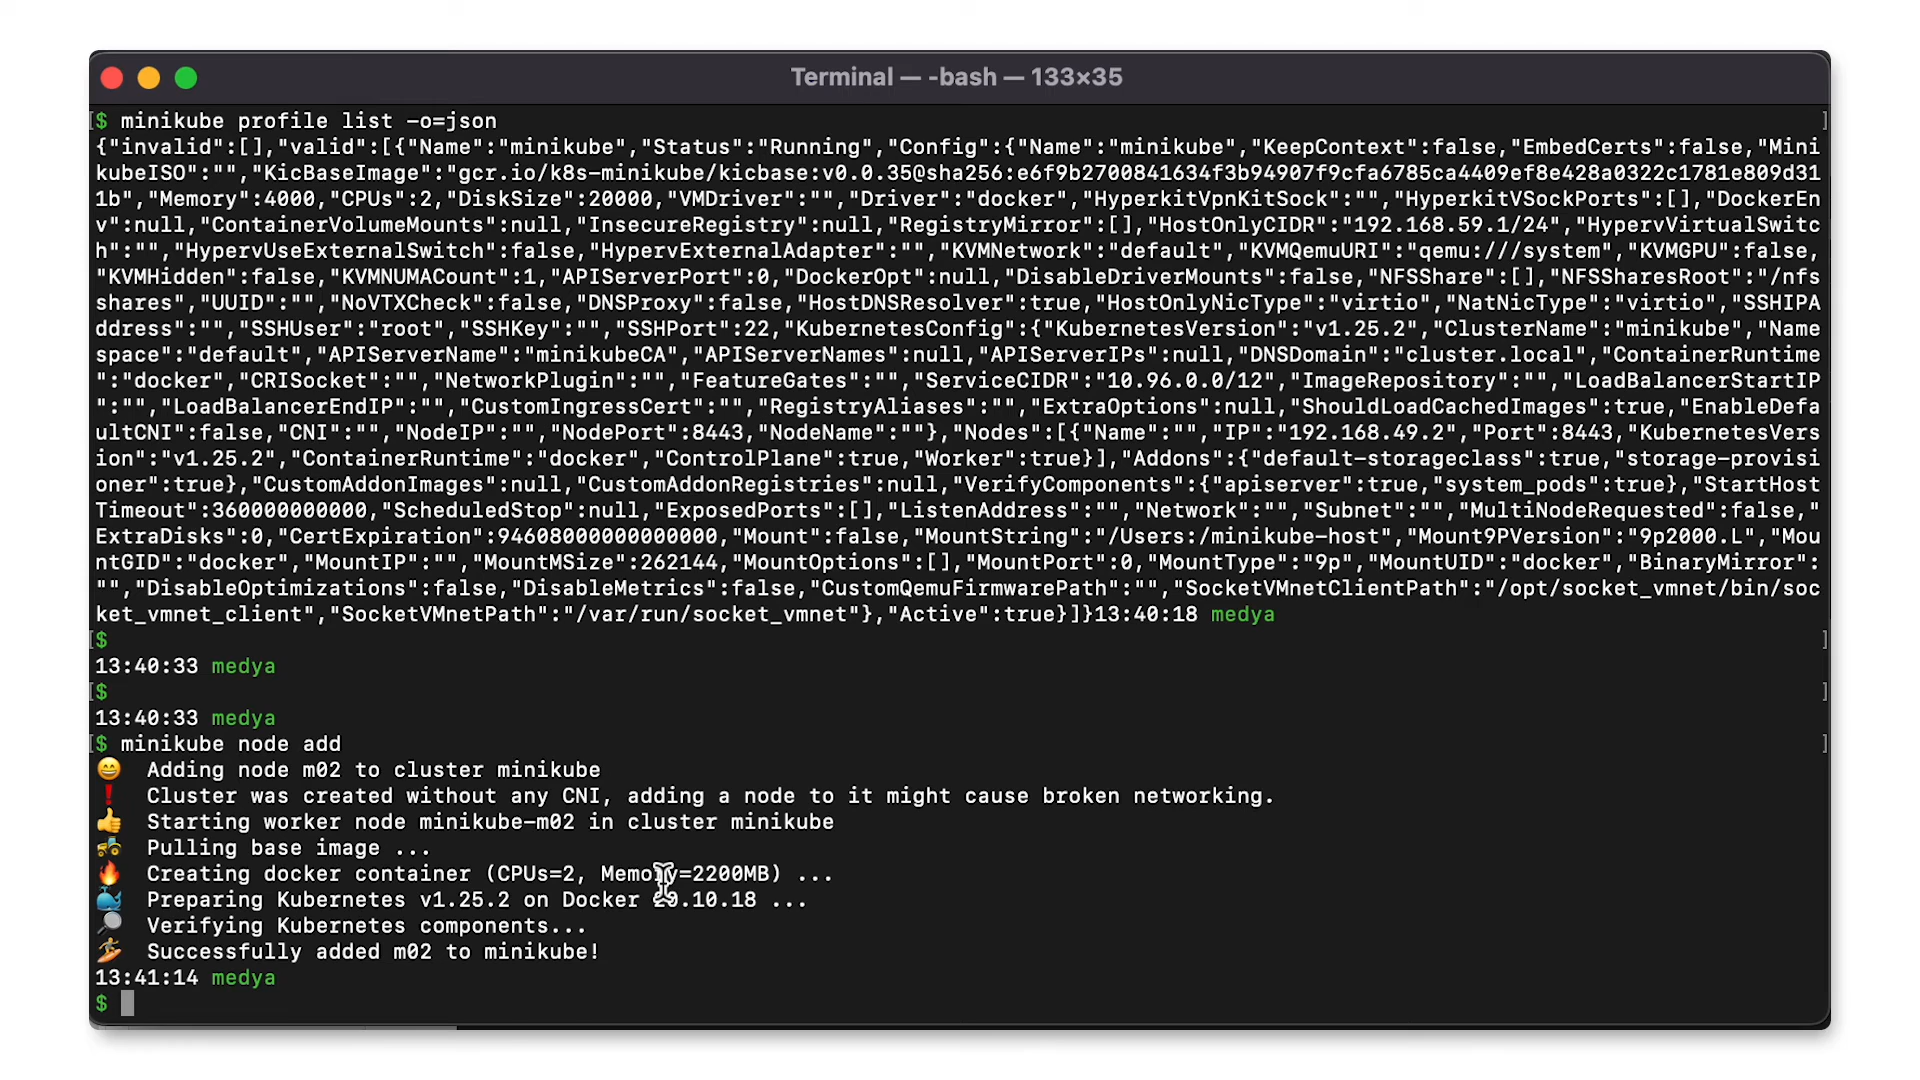 Terminal — -bash — 133×35
[$ minikube profile list -o=json ]
{"invalid":[],"valid":[{"Name":"minikube","Status":"Running","Config":{"Name":"minikube","KeepContext":false,"EmbedCerts":false,"Mini
kubeISO":"","KicBaseImage":"gcr.io/k8s-minikube/kicbase:v0.0.35@sha256:e6f9b2700841634f3b94907f9cfa6785ca4409ef8e428a0322c1781e809d31
1b","Memory":4000,"CPUs":2,"DiskSize":20000,"VMDriver":"","Driver":"docker","HyperkitVpnKitSock":"","HyperkitVSockPorts":[],"DockerEn
v":null,"ContainerVolumeMounts":null,"InsecureRegistry":null,"RegistryMirror":[],"HostOnlyCIDR":"192.168.59.1/24","HypervVirtualSwitc
h":"","HypervUseExternalSwitch":false,"HypervExternalAdapter":"","KVMNetwork":"default","KVMQemuURI":"qemu:///system","KVMGPU":false,
"KVMHidden":false,"KVMNUMACount":1,"APIServerPort":0,"DockerOpt":null,"DisableDriverMounts":false,"NFSShare":[],"NFSSharesRoot":"/nfs
shares","UUID":"","NoVTXCheck":false,"DNSProxy":false,"HostDNSResolver":true,"HostOnlyNicType":"virtio","NatNicType":"virtio","SSHIPA
ddress":"","SSHUser":"root","SSHKey":"","SSHPort":22,"KubernetesConfig":{"KubernetesVersion":"v1.25.2","ClusterName":"minikube","Name
space":"default","APIServerName":"minikubeCA","APIServerNames":null,"APIServerIPs":null,"DNSDomain":"cluster.local","ContainerRuntime
":"docker","CRISocket":"","NetworkPlugin":"","FeatureGates":"","ServiceCIDR":"10.96.0.0/12","ImageRepository":"","LoadBalancerStartIP
":"","LoadBalancerEndIP":"","CustomIngressCert":"","RegistryAliases":"","ExtraOptions":null,"ShouldLoadCachedImages":true,"EnableDefa
ultCNI":false,"CNI":"","NodeIP":"","NodePort":8443,"NodeName":""},"Nodes":[{"Name":"","IP":"192.168.49.2","Port":8443,"KubernetesVers
ion":"v1.25.2","ContainerRuntime":"docker","ControlPlane":true,"Worker":true}],"Addons":{"default-storageclass":true,"storage-provisi
oner":true},"CustomAddonImages":null,"CustomAddonRegistries":null,"VerifyComponents":{"apiserver":true,"system_pods":true},"StartHost
Timeout":360000000000,"ScheduledStop":null,"ExposedPorts":[],"ListenAddress":"","Network":"","Subnet":"","MultiNodeRequested":false,"
ExtraDisks":0,"CertExpiration":94608000000000000,"Mount":false,"MountString":"/Users:/minikube-host","Mount9PVersion":"9p2000.L","Mou
ntGID":"docker","MountIP":"","MountMSize":262144,"MountOptions":[],"MountPort":0,"MountType":"9p","MountUID":"docker","BinaryMirror":
"","DisableOptimizations":false,"DisableMetrics":false,"CustomQemuFirmwarePath":"","SocketVMnetClientPath":"/opt/socket_vmnet/bin/soc
ket_vmnet_client","SocketVMnetPath":"/var/run/socket_vmnet"},"Active":true}]}13:40:18 medya
[$ ]
13:40:33 medya
[$ ]
13:40:33 medya
[$ minikube node add ]
😄 Adding node m02 to cluster minikube
❗ Cluster was created without any CNI, adding a node to it might cause broken networking.
👍 Starting worker node minikube-m02 in cluster minikube
🚜 Pulling base image ...
🔥 Creating docker container (CPUs=2, Memory=2200MB) ...
🐳 Preparing Kubernetes v1.25.2 on Docker 20.10.18 ...
🔎 Verifying Kubernetes components...
🏄 Successfully added m02 to minikube!
13:41:14 medya
$